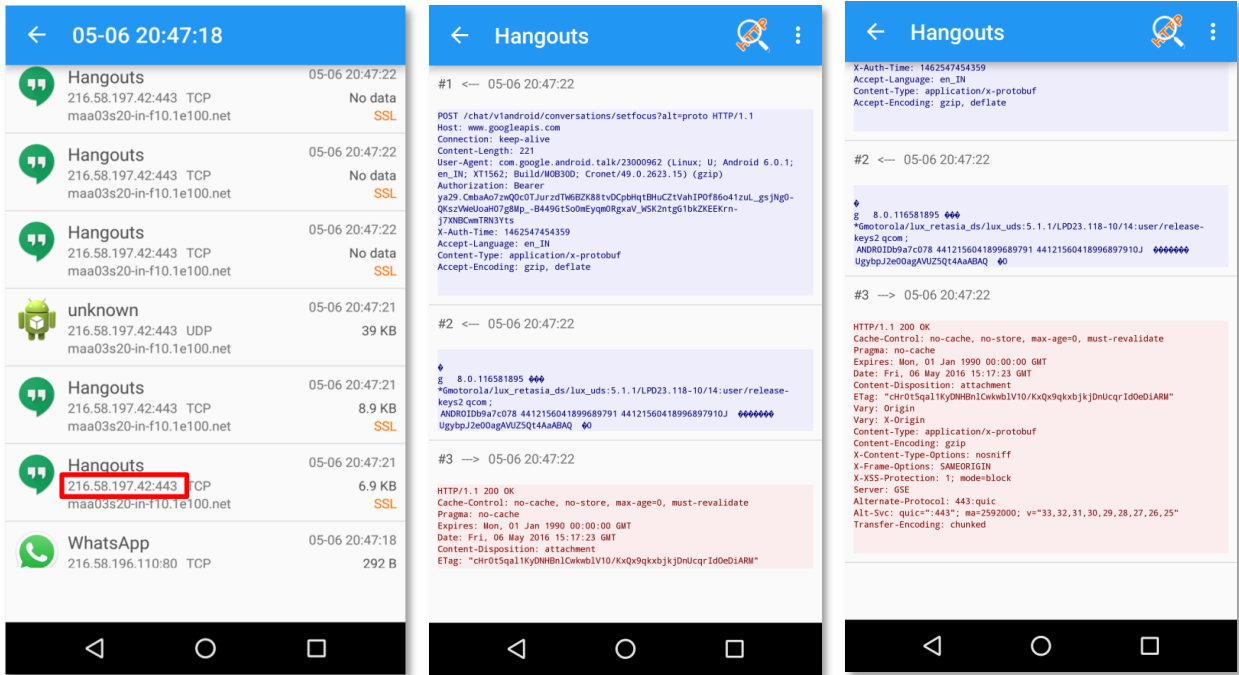 05-06 20:47:18
Hangouts 05-06 20:47:22
216.58.197.42:443 TCP No data
maa03s20-in-f10.1e100.net SSL
Hangouts 05-06 20:47:22
216.58.197.42:443 TCP No data
maa03s20-in-f10.1e100.net SSL
Hangouts 05-06 20:47:22
216.58.197.42:443 TCP No data
maa03s20-in-f10.1e100.net SSL
unknown 05-06 20:47:21
216.58.197.42:443 UDP 39 KB
maa03s20-in-f10.1e100.net
Hangouts 05-06 20:47:21
216.58.197.42:443 TCP 8.9 KB
maa03s20-in-f10.1e100.net SSL
Hangouts 05-06 20:47:21
216.58.197.42:443 TCP 6.9 KB
maa03s20-in-f10.1e100.net SSL
WhatsApp 05-06 20:47:18
216.58.196.110:80 TCP 292 B
Hangouts
#1 <--- 05-06 20:47:22
POST /chat/v1android/conversations/setfocus?alt=proto HTTP/1.1
Host: www.googleapis.com
Connection: keep-alive
Content-Length: 221
User-Agent: com.google.android.talk/23000962 (Linux; U; Android 6.0.1;
en_IN; XT1562; Build/MOB30D; Cronet/49.0.2623.15) (gzip)
Authorization: Bearer
ya29.CmbaAo7zwQOc0TJurzdTW6BZK88tvDCpbHqtBHuCZtVahIP0f86o41zuL_gsjNg0-
QKszVWeUoaHO7g8Mp_-B449GtSoOmEyqmORgxaV_WSK2ntgG1bkZKEEKrn-
j7XNBCwmTRN3Yts
X-Auth-Time: 1462547454359
Accept-Language: en_IN
Content-Type: application/x-protobuf
Accept-Encoding: gzip, deflate
#2 <--- 05-06 20:47:22
�
g 8.0.116581895 ���
*Gmotorola/lux_retasia_ds/lux_uds:5.1.1/LPD23.118-10/14:user/release-
keys2 qcom;
ANDROIDb9a7c078 4412156041899689791 44121560418996897910J �������
UgybpJ2eOOagAVUZ5Qt4AaABAQ �0
#3 ---> 05-06 20:47:22
HTTP/1.1 200 OK
Cache-Control: no-cache, no-store, max-age=0, must-revalidate
Pragma: no-cache
Expires: Mon, 01 Jan 1990 00:00:00 GMT
Date: Fri, 06 May 2016 15:17:23 GMT
Content-Disposition: attachment
ETag: "cHr0t5qal1KyDNHBnlCwkwblV10/KxQx9qkxbjkjDnUcqrIdOeDiARM"
Hangouts
X-Auth-Time: 1462547454359
Accept-Language: en_IN
Content-Type: application/x-protobuf
Accept-Encoding: gzip, deflate
#2 <--- 05-06 20:47:22
�
g 8.0.116581895 ���
*Gmotorola/lux_retasia_ds/lux_uds:5.1.1/LPD23.118-10/14:user/release-
keys2 qcom;
ANDROIDb9a7c078 4412156041899689791 44121560418996897910J �������
UgybpJ2eOOagAVUZ5Qt4AaABAQ �0
#3 ---> 05-06 20:47:22
HTTP/1.1 200 OK
Cache-Control: no-cache, no-store, max-age=0, must-revalidate
Pragma: no-cache
Expires: Mon, 01 Jan 1990 00:00:00 GMT
Date: Fri, 06 May 2016 15:17:23 GMT
Content-Disposition: attachment
ETag: "cHr0t5qal1KyDNHBnlCwkwblV10/KxQx9qkxbjkjDnUcqrIdOeDiARM"
Vary: Origin
Vary: X-Origin
Content-Type: application/x-protobuf
Content-Encoding: gzip
X-Content-Type-Options: nosniff
X-Frame-Options: SAMEORIGIN
X-XSS-Protection: 1; mode=block
Server: GSE
Alternate-Protocol: 443:quic
Alt-Svc: quic=":443"; ma=2592000; v="33,32,31,30,29,28,27,26,25"
Transfer-Encoding: chunked